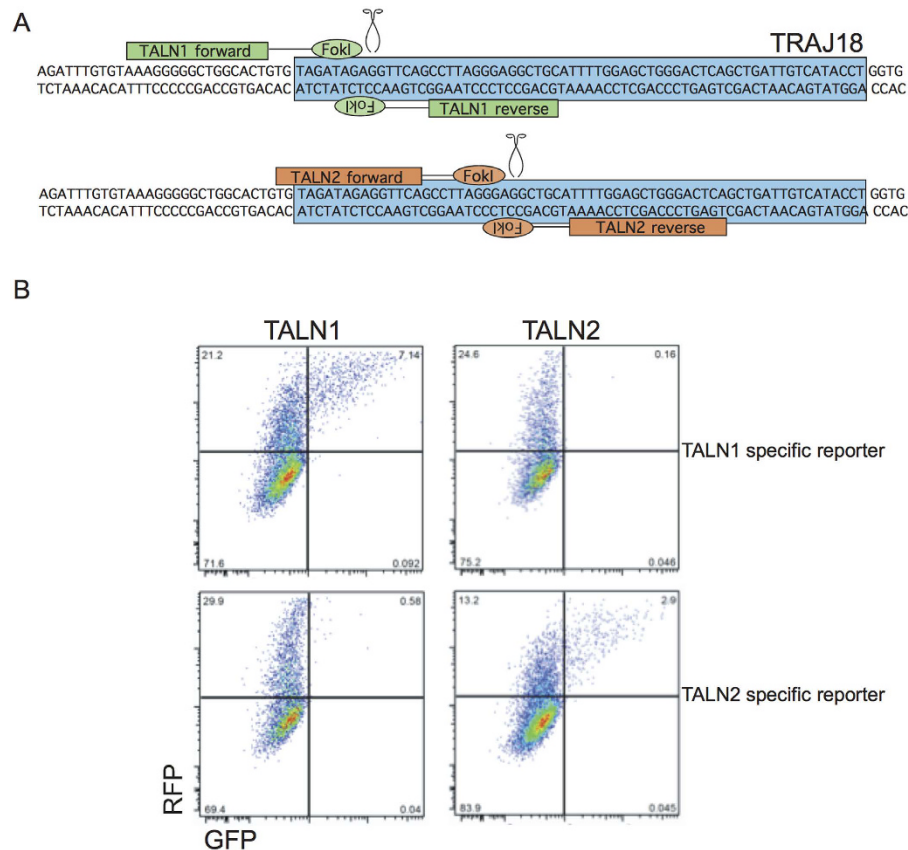 A
TRAJ18
TALN1 forward FokI
AGATTTGTGTAAAGGGGGCTGGCACTGTG TAGATAGAGGTTCAGCCTTAGGGAGGCTGCATTTTGGAGCTGGGACTCAGCTGATTGTCATACCT GGTG
TCTAAACACATTTCCCCCGACCGTGACAC ATCTATCTCCAAGTCGGAATCCCTCCGACGTAAAACCTCGACCCTGAGTCGACTAACAGTATGGA CCAC
FokI TALN1 reverse
TALN2 forward FokI
AGATTTGTGTAAAGGGGGCTGGCACTGTG TAGATAGAGGTTCAGCCTTAGGGAGGCTGCATTTTGGAGCTGGGACTCAGCTGATTGTCATACCT GGTG
TCTAAACACATTTCCCCCGACCGTGACAC ATCTATCTCCAAGTCGGAATCCCTCCGACGTAAAACCTCGACCCTGAGTCGACTAACAGTATGGA CCAC
FokI TALN2 reverse
B
TALN1 TALN2
21.2 7.14 24.6 0.16
TALN1 specific reporter
71.6 0.092 75.2 0.046
29.9 0.58 13.2 2.9
TALN2 specific reporter
69.4 0.04 83.9 0.045
RFP
GFP